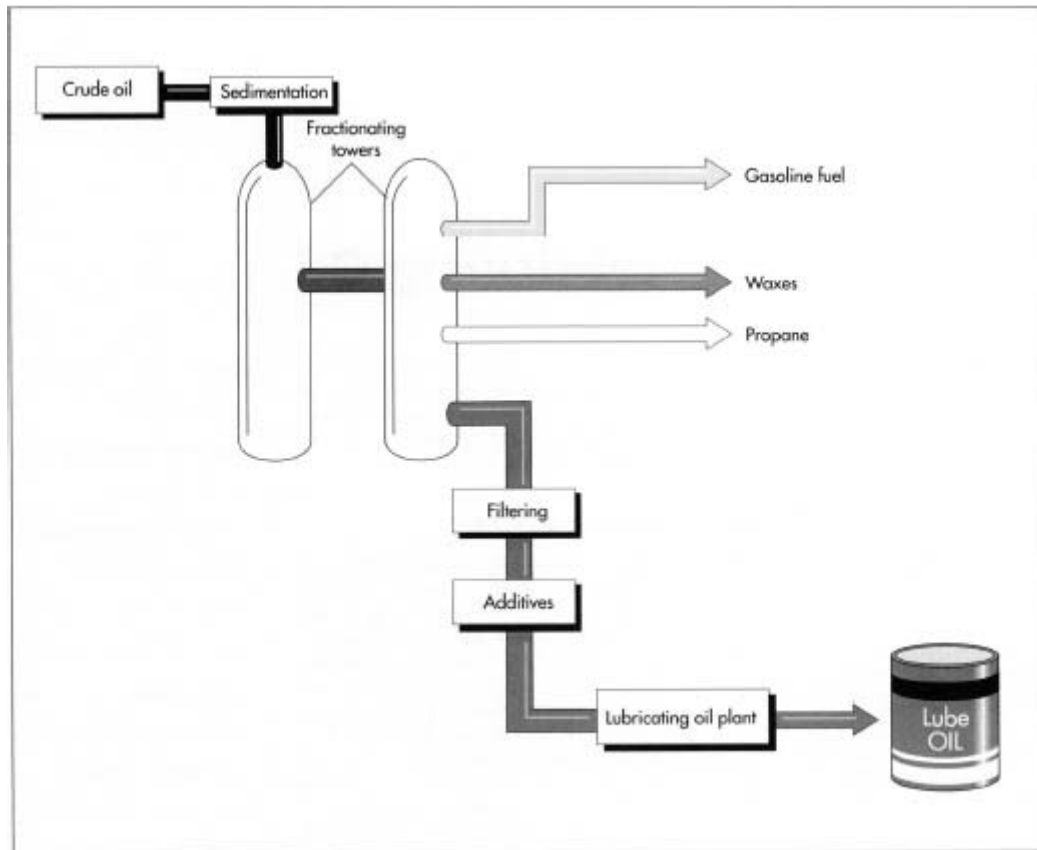 Crude oil
Sedimentation
Fractionating
towers
Gasoline fuel
Waxes
Propane
Filtering
Additives
Lubricating oil plant
Lube
OIL